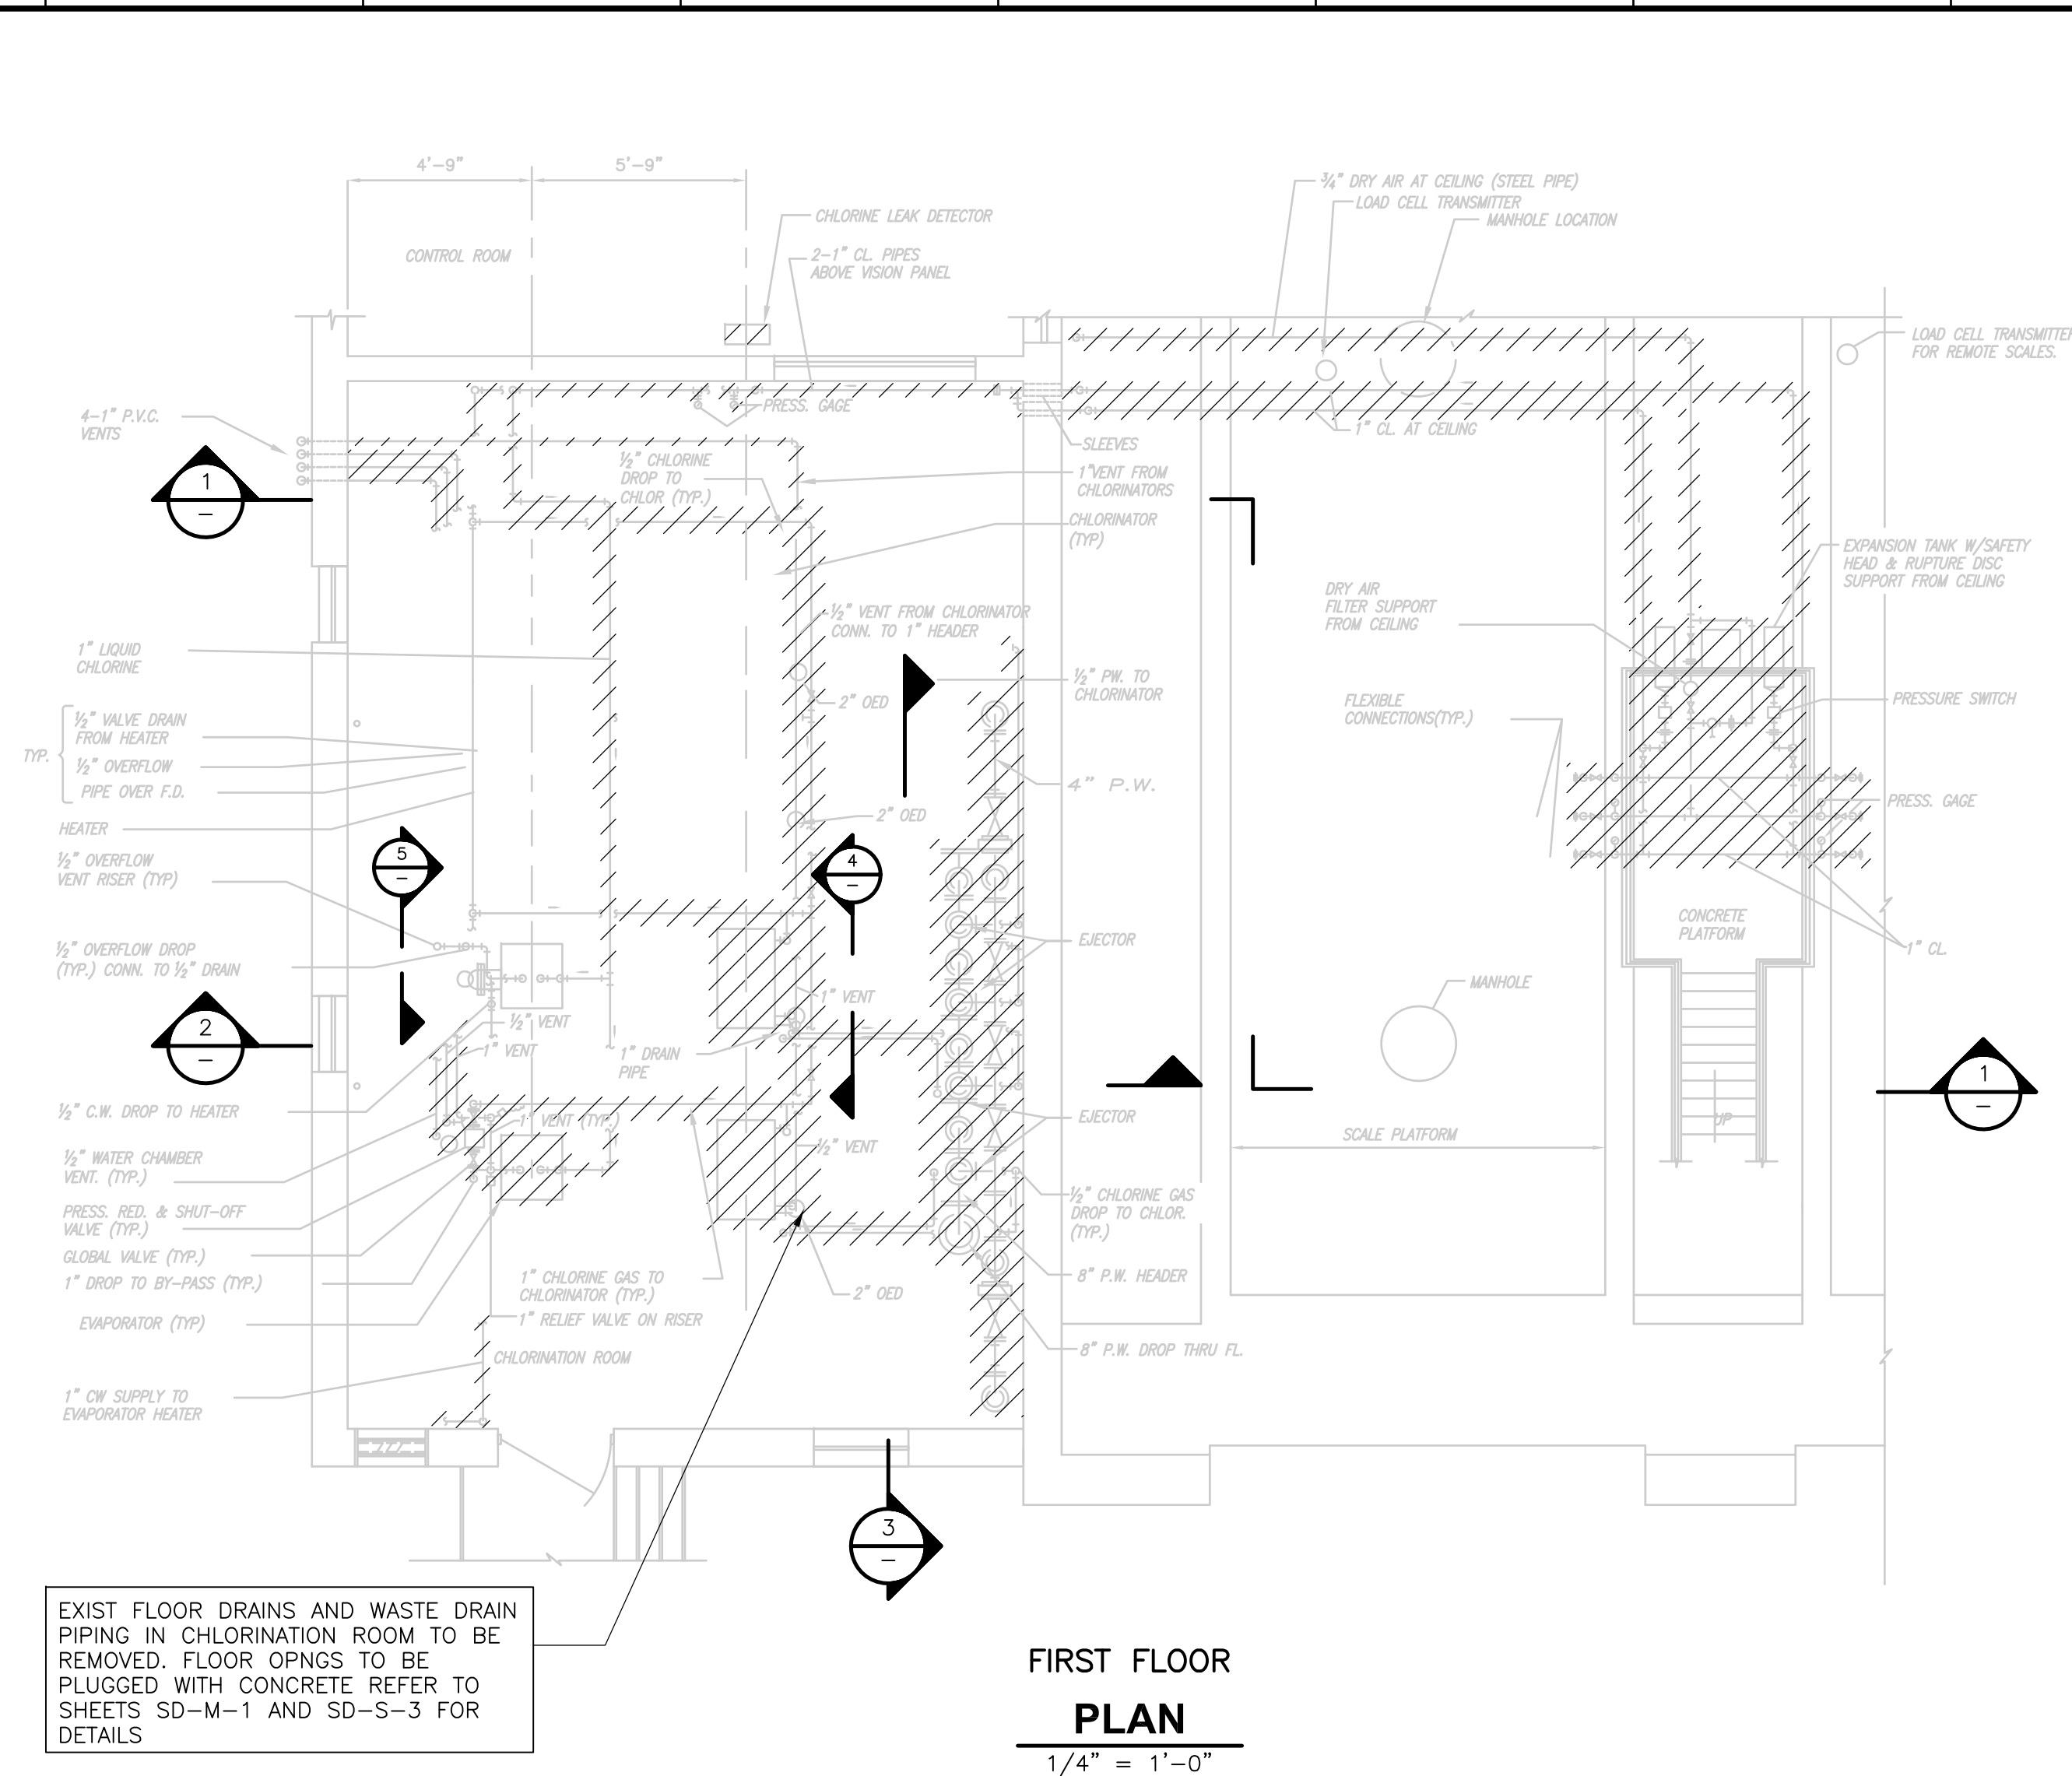 4'-9"
5'-9"
CONTROL ROOM
CHLORINE LEAK DETECTOR
2-1" CL. PIPES
ABOVE VISION PANEL
3/4" DRY AIR AT CEILING (STEEL PIPE)
LOAD CELL TRANSMITTER
MANHOLE LOCATION
LOAD CELL TRANSMITTER
FOR REMOTE SCALES.
4-1" P.V.C.
VENTS
PRESS. GAGE
1" CL. AT CEILING
SLEEVES
1
-
1/2" CHLORINE
DROP TO
CHLOR (TYP.)
1"VENT FROM
CHLORINATORS
CHLORINATOR
(TYP)
EXPANSION TANK W/SAFETY
HEAD & RUPTURE DISC
SUPPORT FROM CEILING
DRY AIR
FILTER SUPPORT
FROM CEILING
1/2" VENT FROM CHLORINATOR
CONN. TO 1" HEADER
1" LIQUID
CHLORINE
1/2" PW. TO
CHLORINATOR
2" OED
FLEXIBLE
CONNECTIONS(TYP.)
PRESSURE SWITCH
TYP.
1/2" VALVE DRAIN
FROM HEATER
1/2" OVERFLOW
PIPE OVER F.D.
4" P.W.
2" OED
PRESS. GAGE
HEATER
1/2" OVERFLOW
VENT RISER (TYP)
5
-
4
-
CONCRETE
PLATFORM
1/2" OVERFLOW DROP
(TYP.) CONN. TO 1/2" DRAIN
EJECTOR
1" CL.
MANHOLE
1" VENT
1/2" VENT
1" VENT
1" DRAIN
PIPE
2
-
1
-
1/2" C.W. DROP TO HEATER
1" VENT (TYP.)
EJECTOR
UP
SCALE PLATFORM
1/2" VENT
1/2" WATER CHAMBER
VENT. (TYP.)
1/2" CHLORINE GAS
DROP TO CHLOR.
(TYP.)
PRESS. RED. & SHUT-OFF
VALVE (TYP.)
GLOBAL VALVE (TYP.)
1" DROP TO BY-PASS (TYP.)
1" CHLORINE GAS TO
CHLORINATOR (TYP.)
8" P.W. HEADER
2" OED
EVAPORATOR (TYP)
1" RELIEF VALVE ON RISER
8" P.W. DROP THRU FL.
CHLORINATION ROOM
1" CW SUPPLY TO
EVAPORATOR HEATER
3
-
EXIST FLOOR DRAINS AND WASTE DRAIN
PIPING IN CHLORINATION ROOM TO BE
REMOVED. FLOOR OPNGS TO BE
PLUGGED WITH CONCRETE REFER TO
SHEETS SD-M-1 AND SD-S-3 FOR
DETAILS
FIRST FLOOR
PLAN
1/4" = 1'-0"